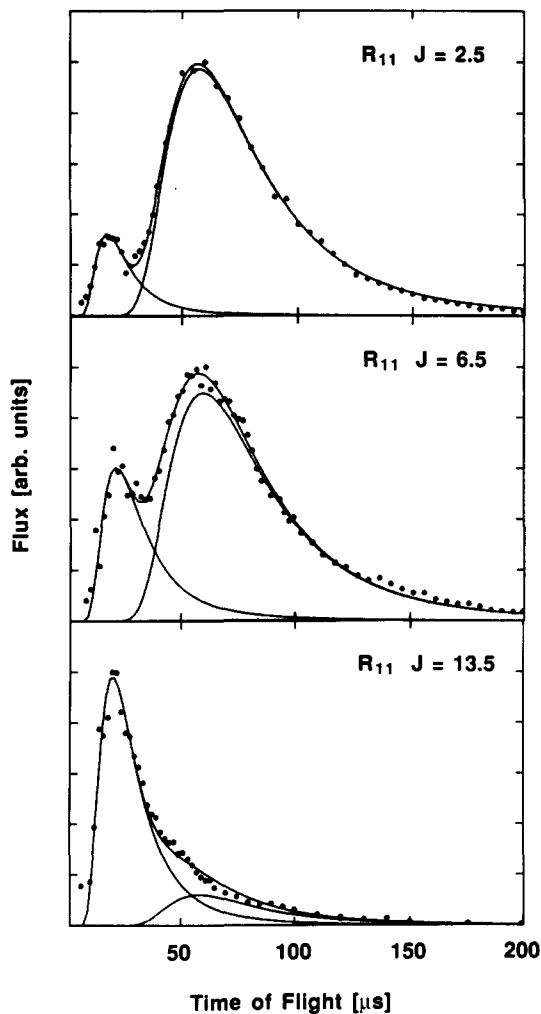 R₁₁ J = 2.5
R₁₁ J = 6.5
R₁₁ J = 13.5
Flux [arb. units]
50 100 150 200
Time of Flight [μs]